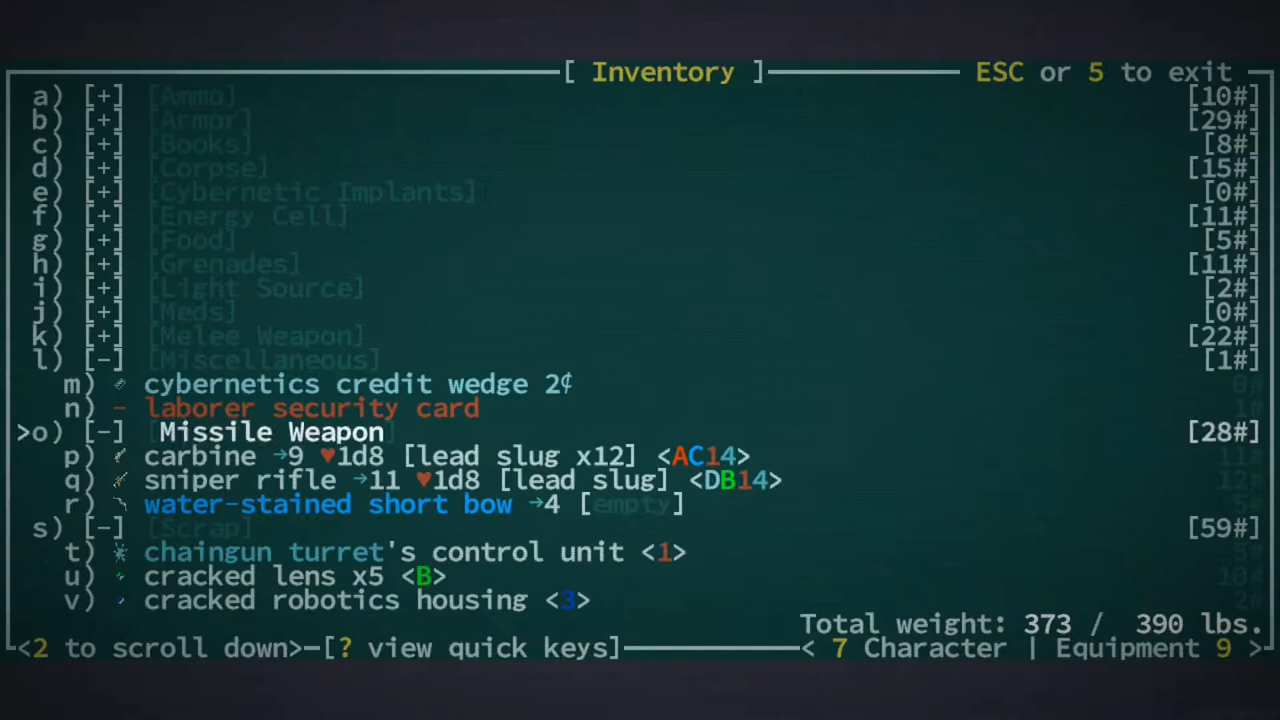 [ Inventory ] ESC or 5 to exit
a) [+] [Ammo] [10#]
b) [+] [Armor] [29#]
c) [+] [Books] [8#]
d) [+] [Corpse] [15#]
e) [+] [Cybernetic Implants] [0#]
f) [+] [Energy Cell] [11#]
g) [+] [Food] [5#]
h) [+] [Grenades] [11#]
i) [+] [Light Source] [2#]
j) [+] [Meds] [0#]
k) [+] [Melee Weapon] [22#]
l) [-] [Miscellaneous] [1#]
m) cybernetics credit wedge 2¢
n) - laborer security card
>o) [-] Missile Weapon [28#]
p) carbine →9 ♥1d8 [lead slug x12] <AC14>
q) sniper rifle →11 ♥1d8 [lead slug] <DB14>
r) water-stained short bow →4 [empty]
s) [-] [Scrap] [59#]
t) chaingun turret's control unit <1>
u) cracked lens x5 <B>
v) cracked robotics housing <3>
Total weight: 373 / 390 lbs.
<2 to scroll down> [? view quick keys] < 7 Character | Equipment 9 >